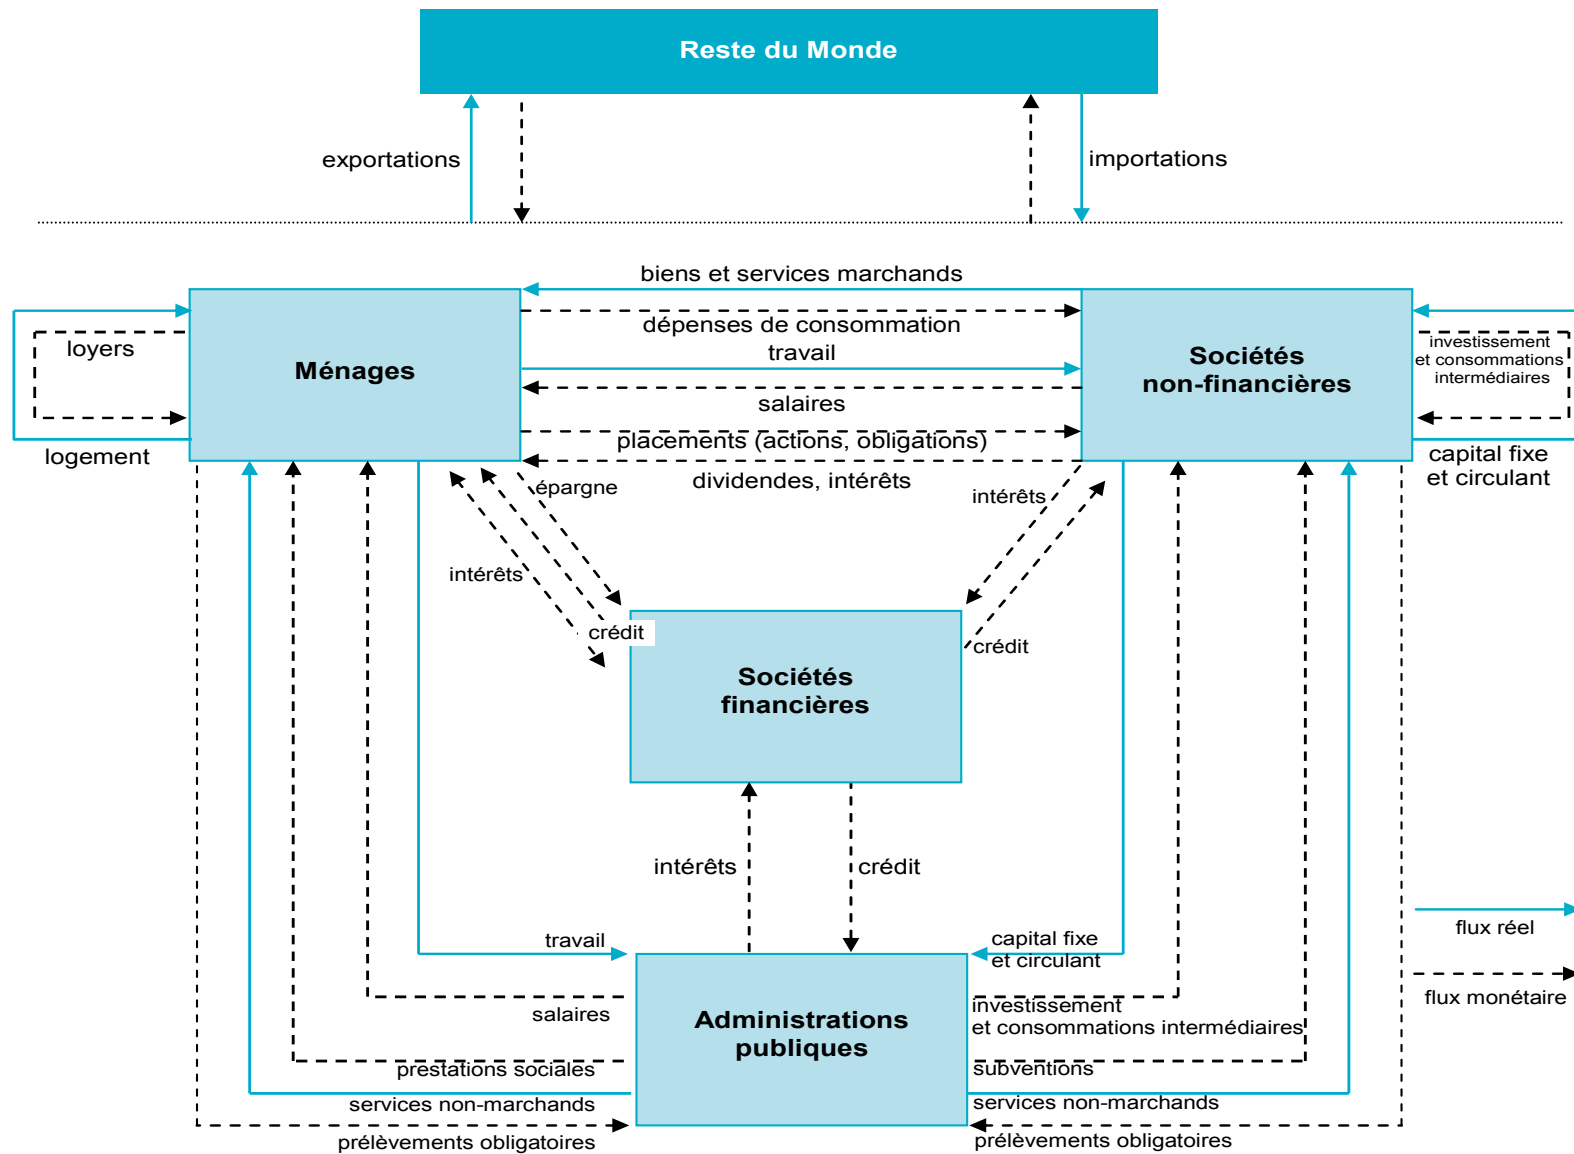 Reste du Monde
exportations
importations
biens et services marchands
dépenses de consommation
travail
loyers
Ménages
Sociétés
non-financières
investissement
et consommations
intermédiaires
salaires
placements (actions, obligations)
logement
capital fixe
et circulant
dividendes, intérêts
épargne
intérêts
intérêts
crédit
crédit
Sociétés
financières
intérêts
crédit
travail
capital fixe
et circulant
flux réel
flux monétaire
salaires
investissement
et consommations intermédiaires
Administrations
publiques
prestations sociales
subventions
services non-marchands
services non-marchands
prélèvements obligatoires
prélèvements obligatoires